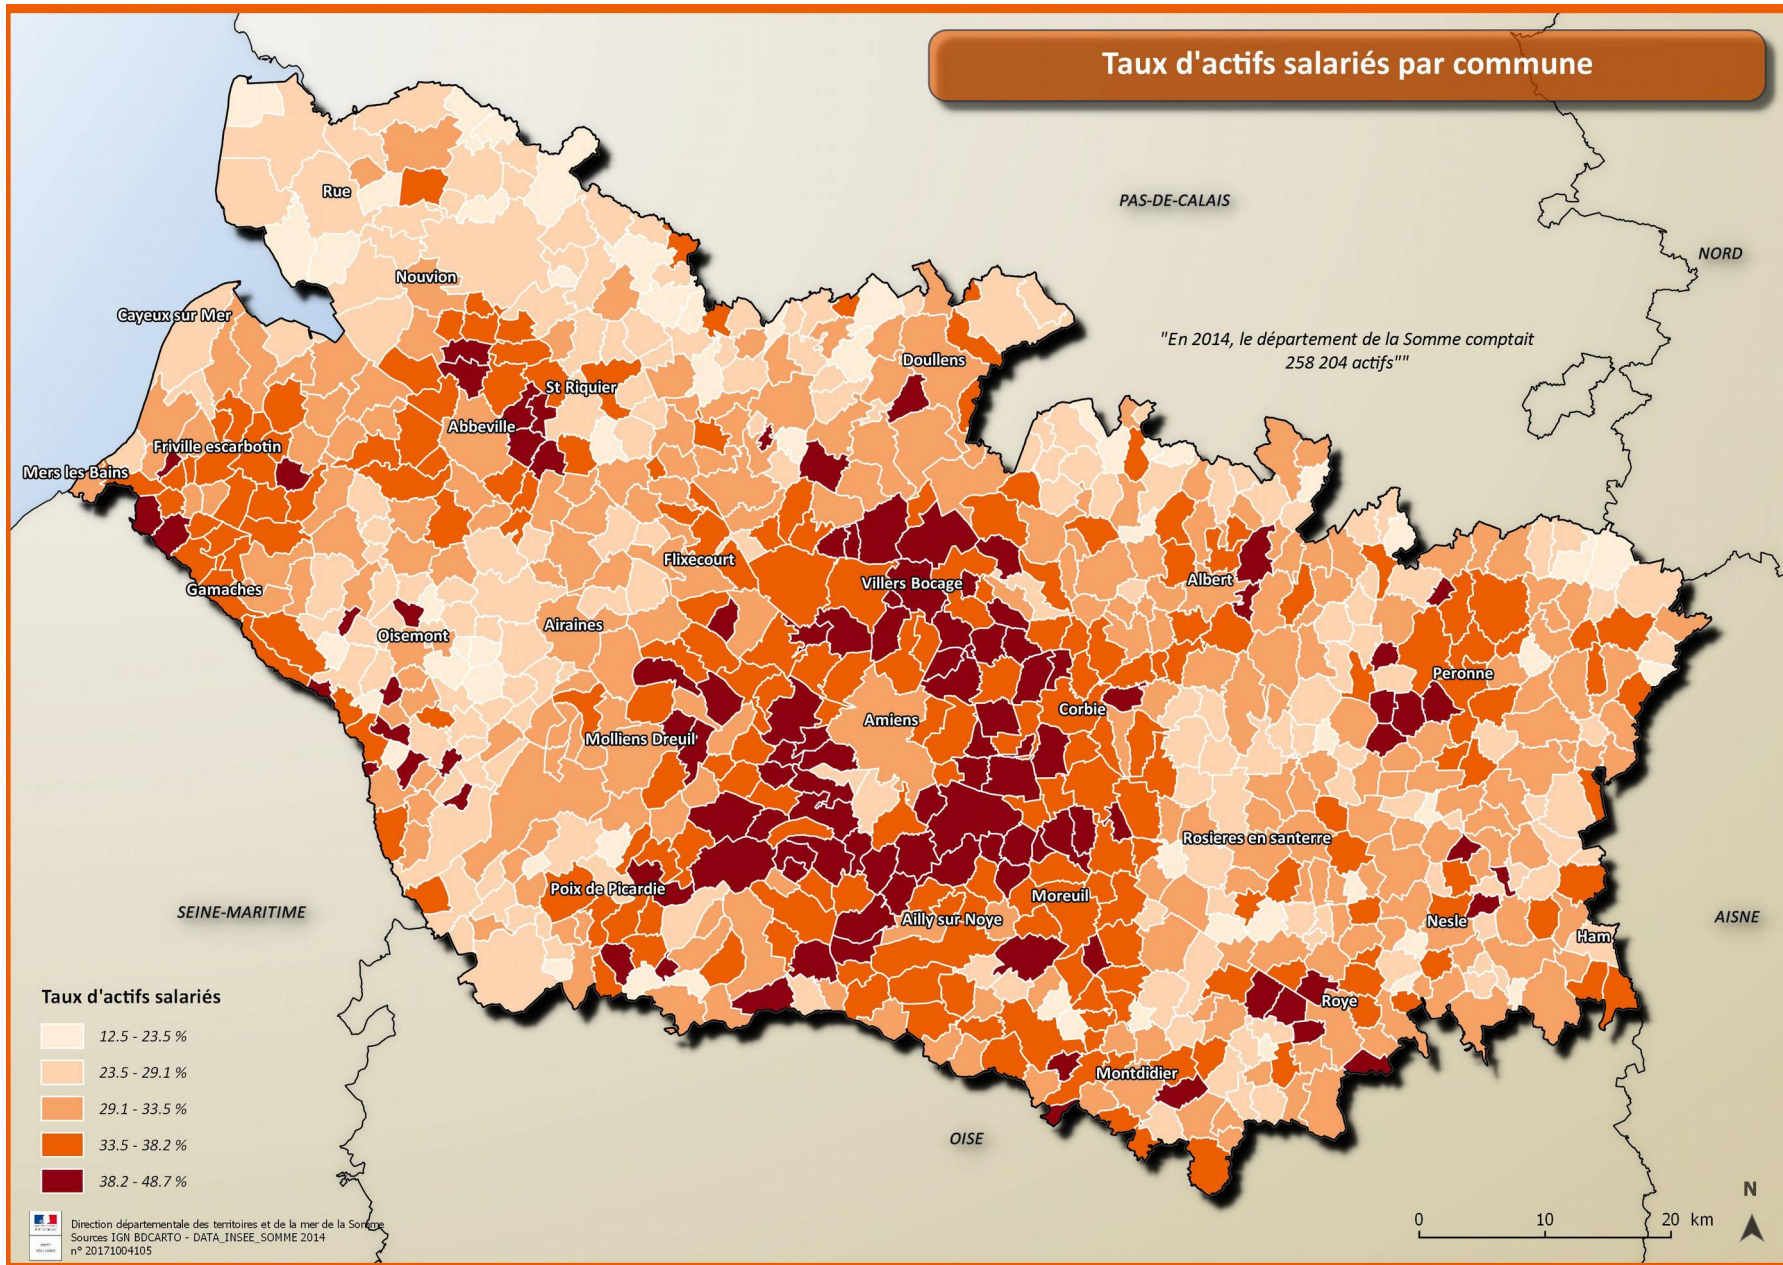 Taux d'actifs salariés par commune
PAS-DE-CALAIS
NORD
Rue
Nouvion
Cayeux sur Mer
"En 2014, le département de la Somme comptait
258 204 actifs""
Doullens
St Riquier
Abbeville
Friville escarbotin
Mers les Bains
Flixecourt
Villers Bocage
Albert
Gamaches
Airaines
Oisemont
Peronne
Corbie
Amiens
Molliens Dreuil
Rosieres en santerre
Poix de Picardie
Moreuil
SEINE-MARITIME
Ailly sur Noye
Nesle
AISNE
Ham
Roye
Montdidier
OISE
Taux d'actifs salariés
12.5 - 23.5 %
23.5 - 29.1 %
29.1 - 33.5 %
33.5 - 38.2 %
38.2 - 48.7 %
N
0 10 20 km
Direction départementale des territoires et de la mer de la Somme
Sources IGN BDCARTO - DATA_INSEE_SOMME 2014
n° 20171004105